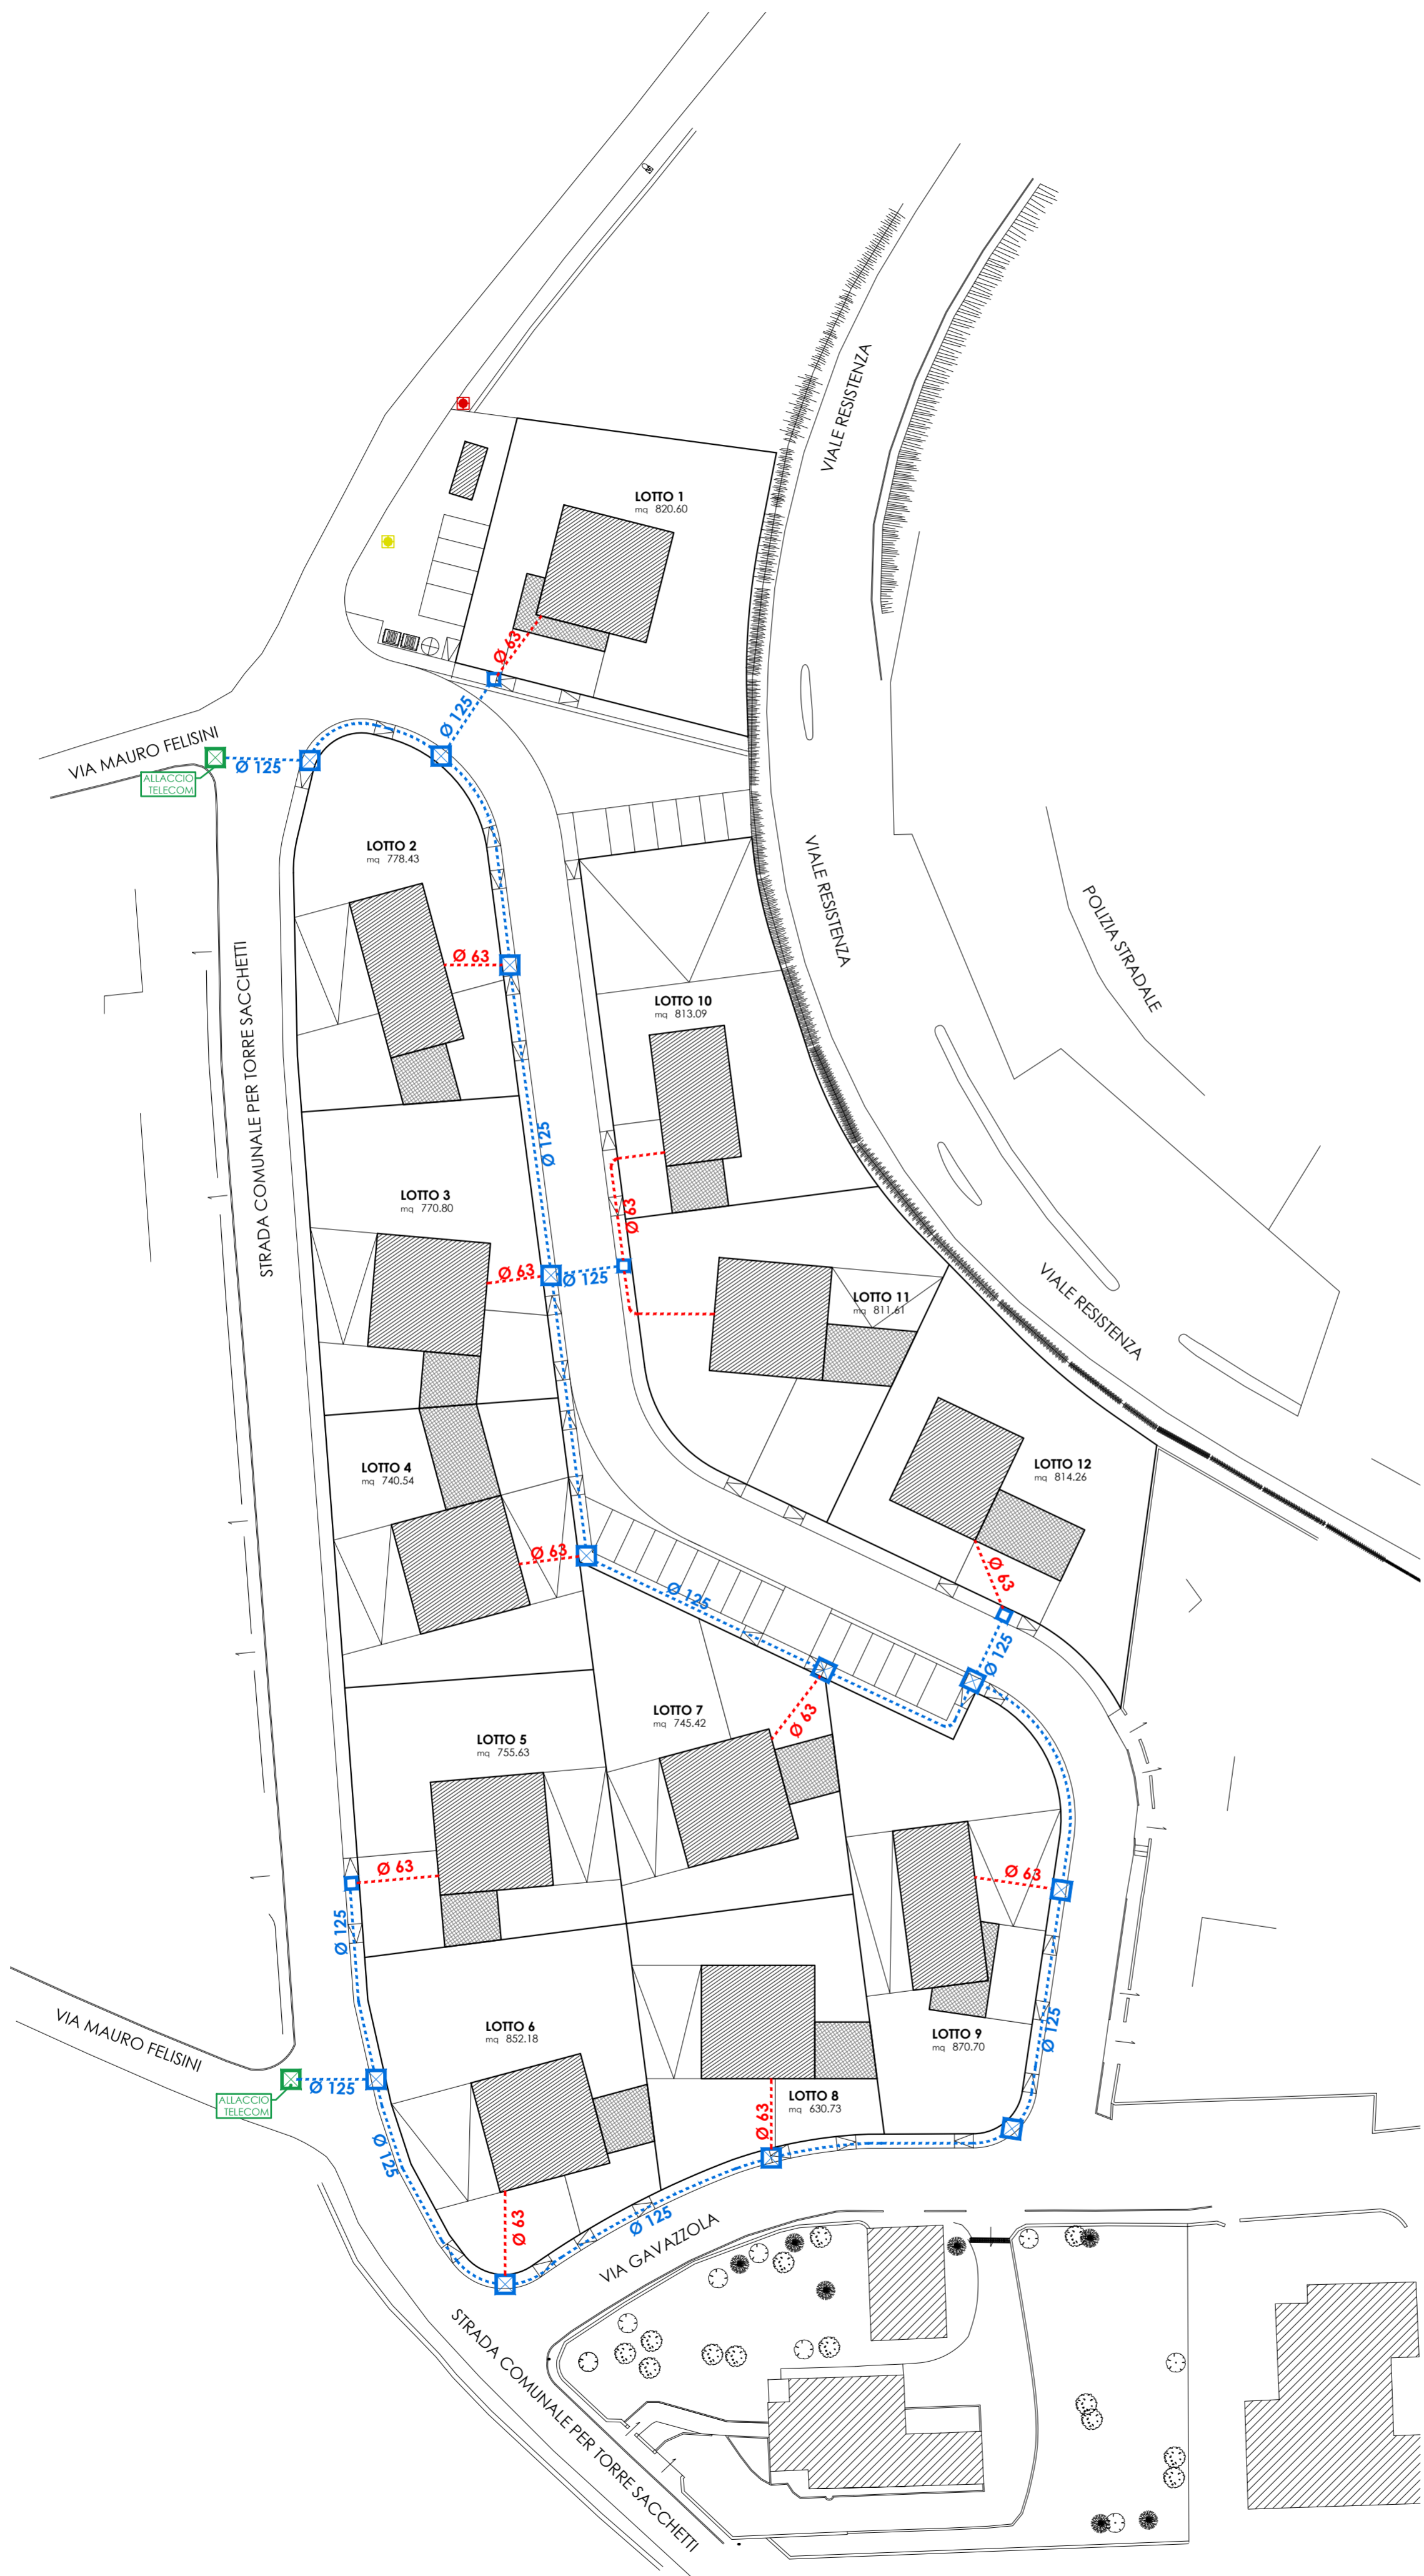 VIALE RESISTENZA
LOTTO 1
mq 820.60
Ø 63
Ø 125
VIA MAURO FELISINI
Ø 125
ALLACCIO
TELECOM
LOTTO 2
mq 778.43
VIALE RESISTENZA
POLIZIA STRADALE
STRADA COMUNALE PER TORRE SACCHETTI
Ø 63
LOTTO 10
mq 813.09
Ø 125
LOTTO 3
mq 770.80
Ø 63
Ø 63
Ø 125
LOTTO 11
mq 811.61
VIALE RESISTENZA
LOTTO 4
mq 740.54
LOTTO 12
mq 814.26
Ø 63
Ø 63
Ø 125
Ø 125
LOTTO 7
mq 745.42
Ø 63
LOTTO 5
mq 755.63
Ø 63
Ø 63
Ø 125
VIA MAURO FELISINI
LOTTO 6
mq 852.18
LOTTO 9
mq 870.70
Ø 125
Ø 125
ALLACCIO
TELECOM
LOTTO 8
mq 630.73
Ø 63
Ø 125
Ø 63
Ø 125
VIA GAVAZZOLA
STRADA COMUNALE PER TORRE SACCHETTI